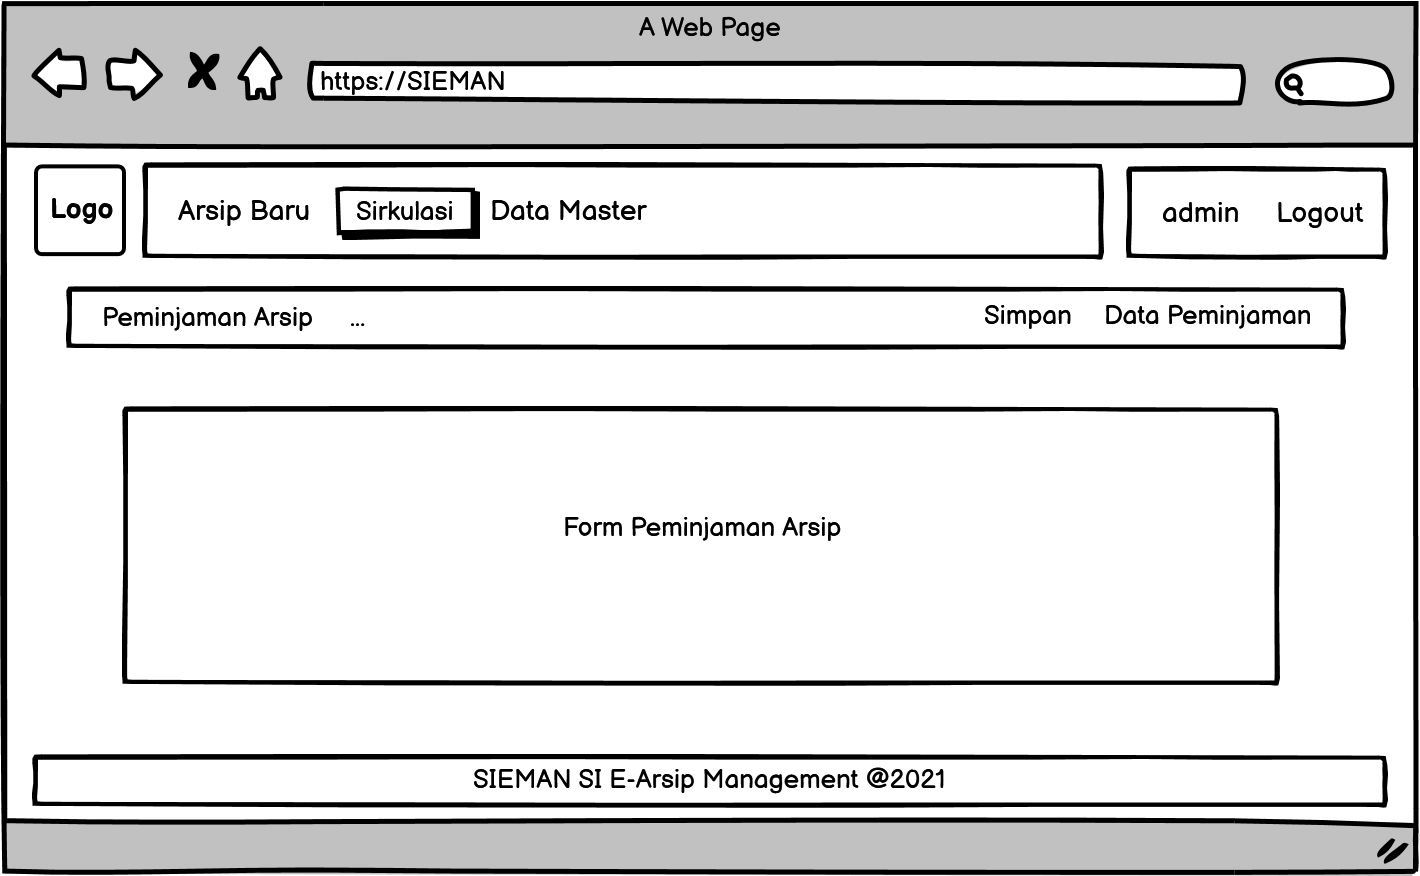 A Web Page
https://SIEMAN
Logo
Arsip Baru Sirkulasi Data Master
admin Logout
Peminjaman Arsip ... Simpan Data Peminjaman
Form Peminjaman Arsip
SIEMAN SI E-Arsip Management @2021